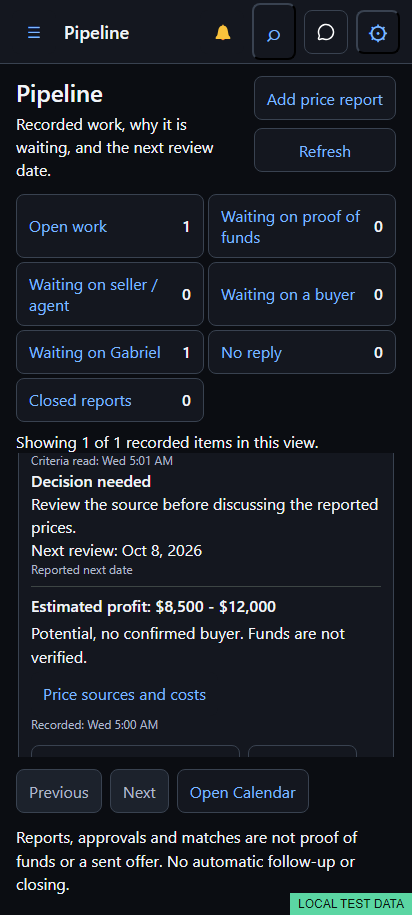 Pipeline
Pipeline
Add price report
Recorded work, why it is
waiting, and the next review
date.
Refresh
Open work 1
Waiting on proof of
funds 0
Waiting on seller /
agent 0
Waiting on a buyer 0
Waiting on Gabriel 1
No reply 0
Closed reports 0
Showing 1 of 1 recorded items in this view.
Criteria read: Wed 5:01 AM
Decision needed
Review the source before discussing the reported
prices.
Next review: Oct 8, 2026
Reported next date
Estimated profit: $8,500 - $12,000
Potential, no confirmed buyer. Funds are not
verified.
Price sources and costs
Recorded: Wed 5:00 AM
Previous
Next
Open Calendar
Reports, approvals and matches are not proof of
funds or a sent offer. No automatic follow-up or
closing.
LOCAL TEST DATA